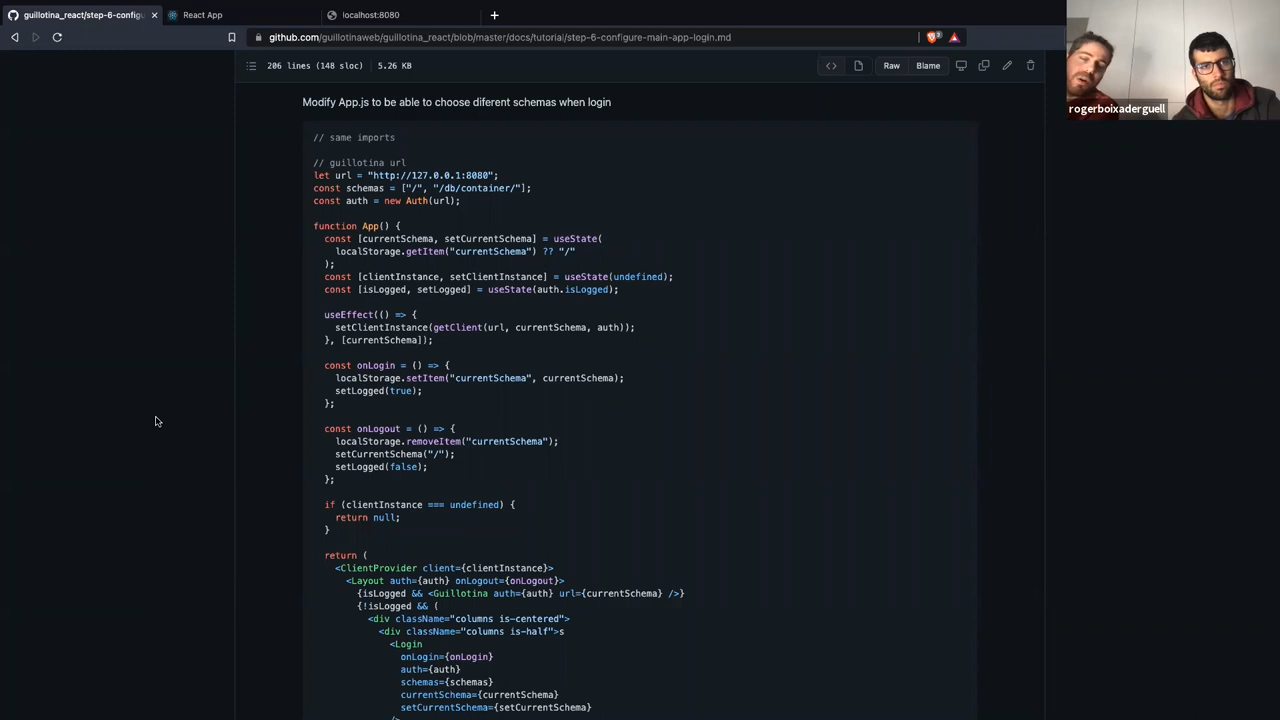 guillotina_react/step-6-config
React App
localhost:8080
github.com/guillotinaweb/guillotina_react/blob/master/docs/tutorial/step-6-configure-main-app-login.md
206 lines (148 sloc) 5.26 KB
Raw Blame
rogerboixaderguell
Modify App.js to be able to choose diferent schemas when login
// same imports
// guillotina url
let url = "http://127.0.0.1:8080";
const schemas = ["/", "/db/container/"];
const auth = new Auth(url);
function App() {
const [currentSchema, setCurrentSchema] = useState(
localStorage.getItem("currentSchema") ?? "/"
);
const [clientInstance, setClientInstance] = useState(undefined);
const [isLogged, setLogged] = useState(auth.isLogged);
useEffect(() => {
setClientInstance(getClient(url, currentSchema, auth));
}, [currentSchema]);
const onLogin = () => {
localStorage.setItem("currentSchema", currentSchema);
setLogged(true);
};
const onLogout = () => {
localStorage.removeItem("currentSchema");
setCurrentSchema("/");
setLogged(false);
};
if (clientInstance === undefined) {
return null;
}
return (
<ClientProvider client={clientInstance}>
<Layout auth={auth} onLogout={onLogout}>
{isLogged && <Guillotina auth={auth} url={currentSchema} />}
{!isLogged && (
<div className="columns is-centered">
<div className="columns is-half">s
<Login
onLogin={onLogin}
auth={auth}
schemas={schemas}
currentSchema={currentSchema}
setCurrentSchema={setCurrentSchema}